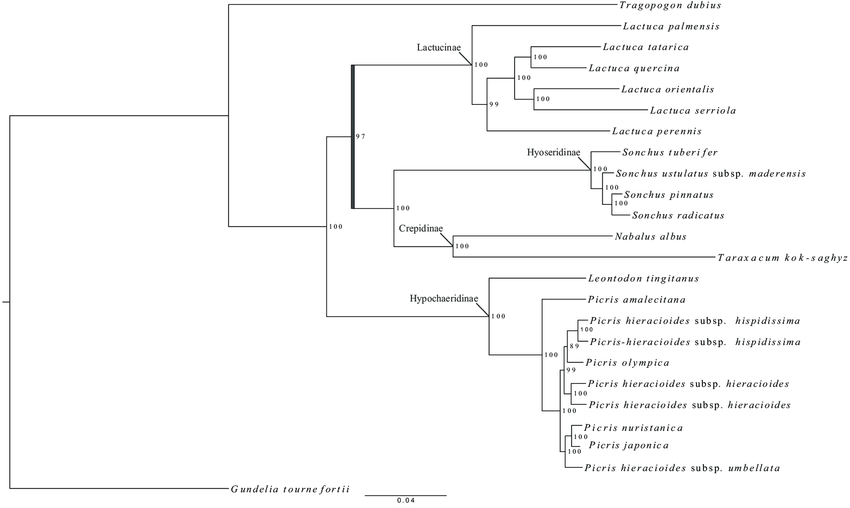 Tragopogon dubius
Lactuca palmensis
Lactucinae
Lactuca tatarica
100
100
Lactuca quercina
100
Lactuca orientalis
100
99
Lactuca serriola
Lactuca perennis
97
Hyoseridinae
Sonchus tuberifer
100
Sonchus ustulatus subsp. maderensis
100
Sonchus pinnatus
100
Sonchus radicatus
100
Crepidinae
100
Nabalus albus
100
Taraxacum kok-saghyz
Leontodon tingitanus
Hypochaeridinae
Picris amalecitana
100
Picris hieracioides subsp. hispidissima
100
Picris-hieracioides subsp. hispidissima
89
100
Picris olympica
99
Picris hieracioides subsp. hieracioides
100
Picris hieracioides subsp. hieracioides
100
Picris nuristanica
100
Picris japonica
100
Picris hieracioides subsp. umbellata
Gundelia tournefortii
0.04